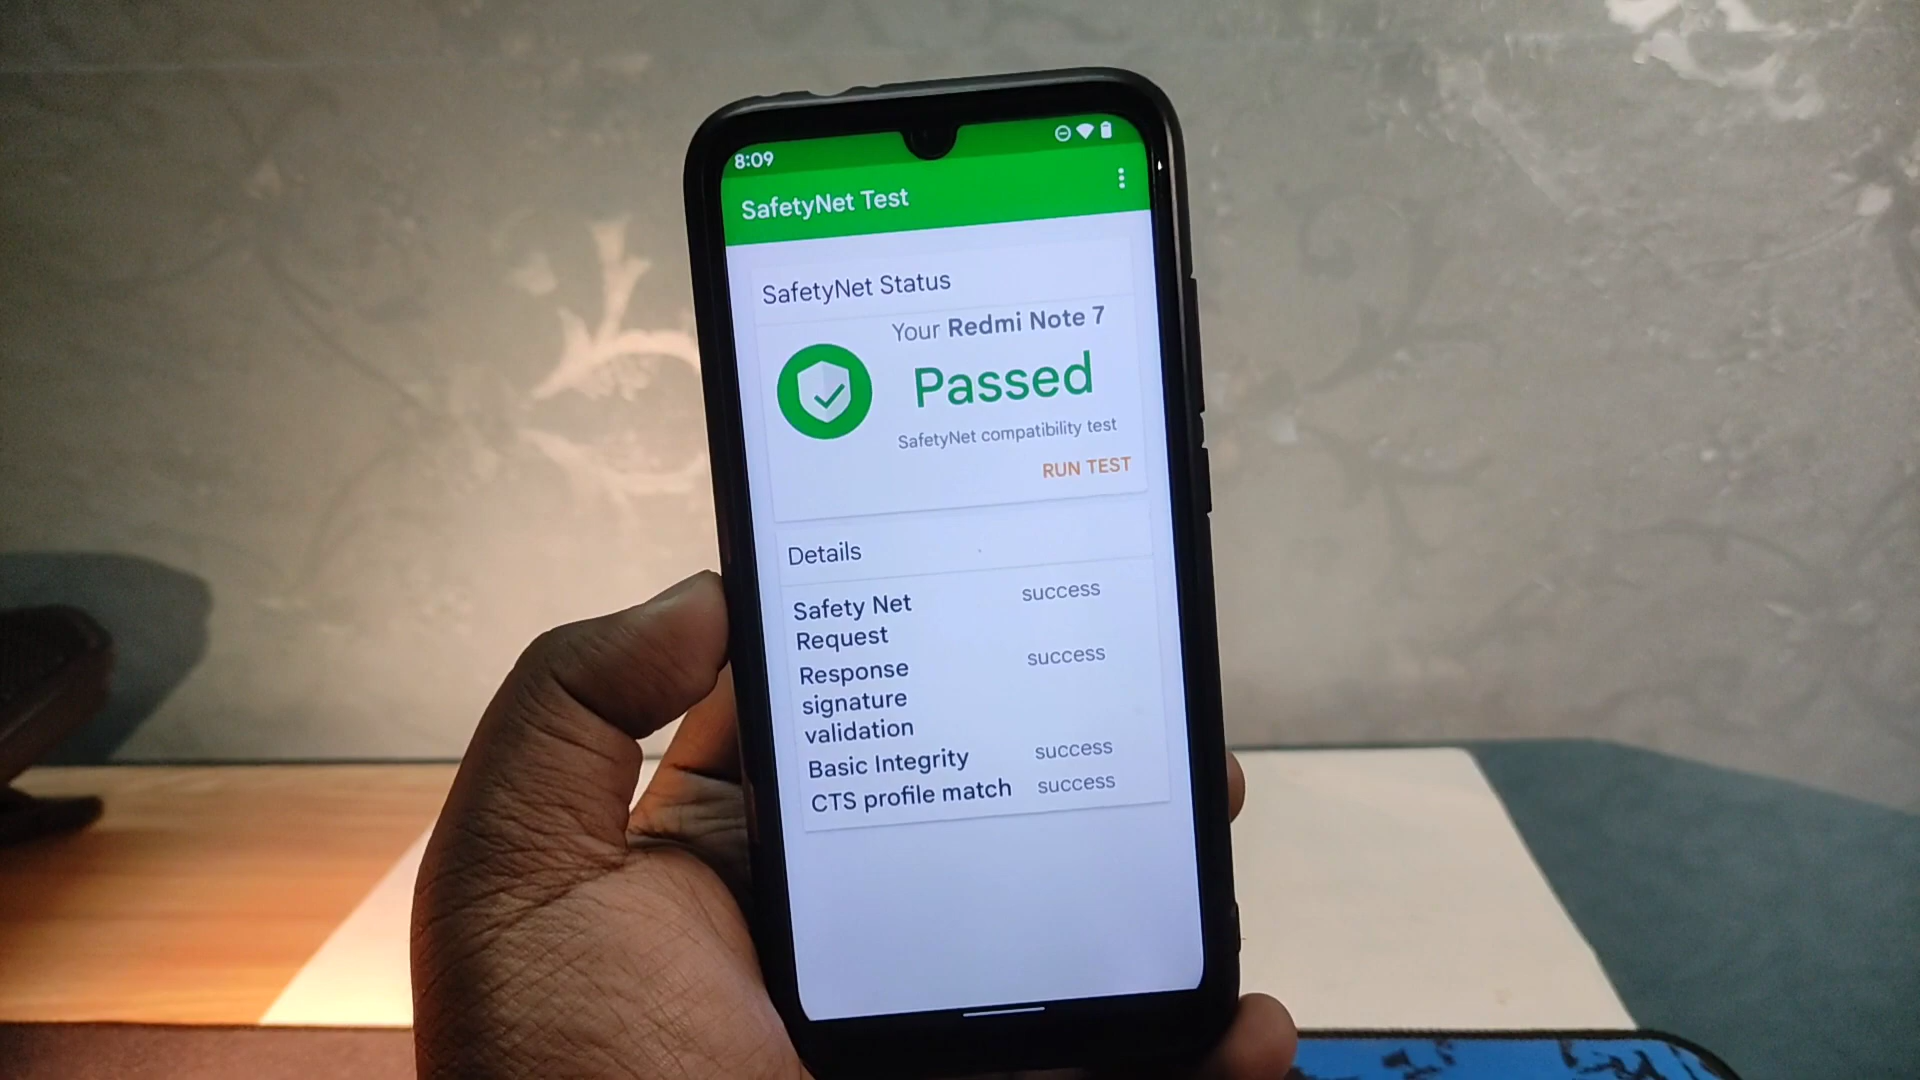 8:09
SafetyNet Test
SafetyNet Status
Your Redmi Note 7
Passed
SafetyNet compatibility test
RUN TEST
Details
Safety Net
Request
success
Response
signature
validation
success
Basic Integrity success
CTS profile match success